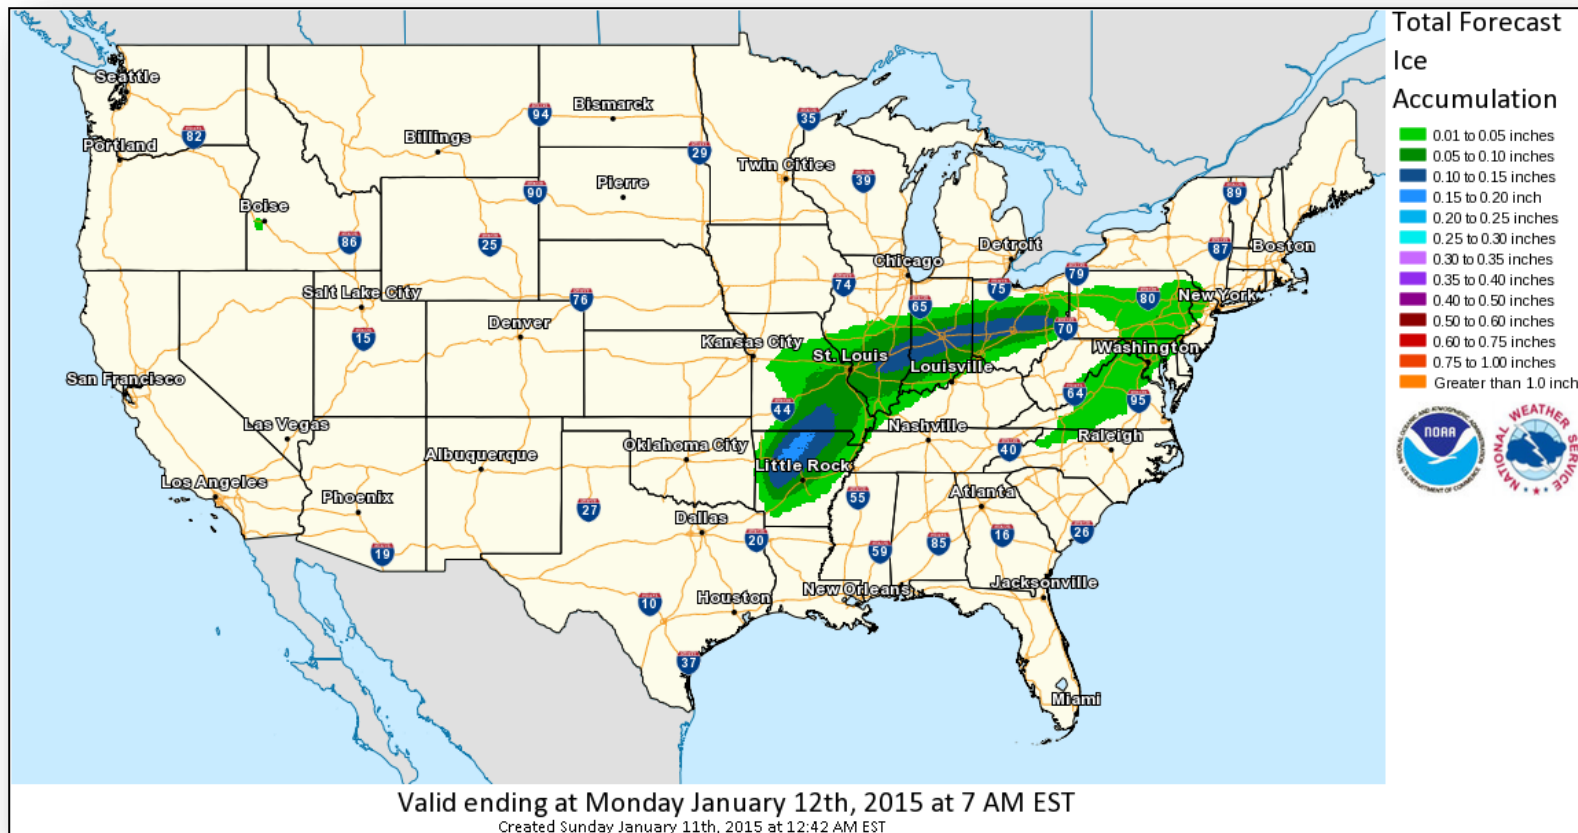 Total Forecast
Ice
Accumulation
0.01 to 0.05 inches
0.05 to 0.10 inches
0.10 to 0.15 inches
0.15 to 0.20 inch
0.20 to 0.25 inches
0.25 to 0.30 inches
0.30 to 0.35 inches
0.35 to 0.40 inches
0.40 to 0.50 inches
0.50 to 0.60 inches
0.60 to 0.75 inches
0.75 to 1.00 inches
Greater than 1.0 inch
NOAA
NATIONAL OCEANIC AND ATMOSPHERIC ADMINISTRATION
U.S. DEPARTMENT OF COMMERCE
NATIONAL WEATHER SERVICE
Seattle
94
Bismarck
35
82
Billings
Portland
29
Twin Cities
39
Pierre
90
89
Boise
86
25
Detroit
87
Boston
Chicago
79
74
75
Salt Lake City
76
65
80
New York
Denver
15
Kansas City
70
St. Louis
Washington
Louisville
San Francisco
64
95
44
Las Vegas
Nashville
Raleigh
Oklahoma City
40
Albuquerque
Little Rock
Los Angeles
Phoenix
55
Atlanta
27
Dallas
20
59
85
16
26
19
Jacksonville
New Orleans
10
Houston
37
Miami
Valid ending at Monday January 12th, 2015 at 7 AM EST
Created Sunday January 11th, 2015 at 12:42 AM EST